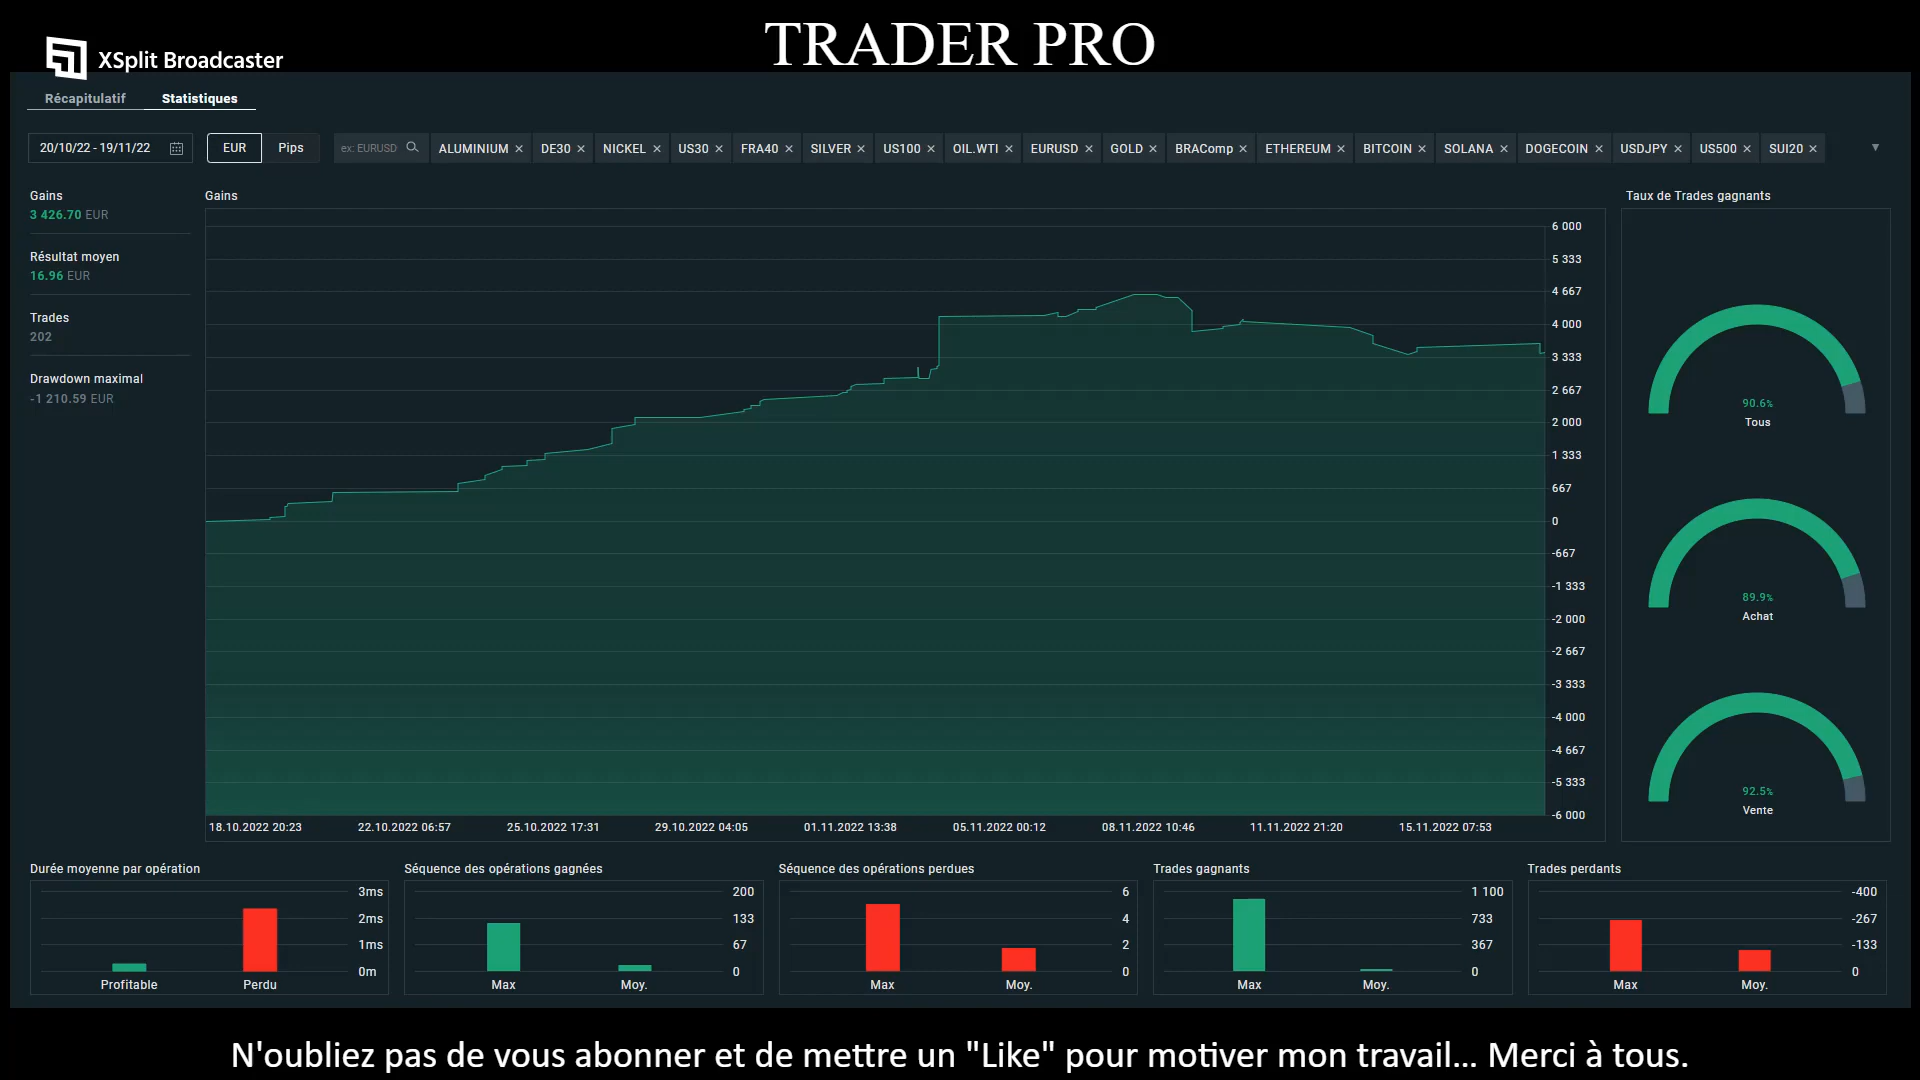 TRADER PRO
XSplit Broadcaster
Récapitulatif Statistiques
20/10/22 - 19/11/22 EUR Pips ex: EURUSD ALUMINIUM × DE30 × NICKEL × US30 × FRA40 × SILVER × US100 × OIL.WTI × EURUSD × GOLD × BRAComp × ETHEREUM × BITCOIN × SOLANA × DOGECOIN × USDJPY × US500 × SUI20 ×
Gains
3 426.70 EUR
Résultat moyen
16.96 EUR
Trades
202
Drawdown maximal
-1 210.59 EUR
Gains
6 000
5 333
4 667
4 000
3 333
2 667
2 000
1 333
667
0
-667
-1 333
-2 000
-2 667
-3 333
-4 000
-4 667
-5 333
-6 000
18.10.2022 20:23 22.10.2022 06:57 25.10.2022 17:31 29.10.2022 04:05 01.11.2022 13:38 05.11.2022 00:12 08.11.2022 10:46 11.11.2022 21:20 15.11.2022 07:53
Taux de Trades gagnants
90.6%
Tous
89.9%
Achat
92.5%
Vente
Durée moyenne par opération
3ms
2ms
1ms
0m
Profitable Perdu
Séquence des opérations gagnées
200
133
67
0
Max Moy.
Séquence des opérations perdues
6
4
2
0
Max Moy.
Trades gagnants
1 100
733
367
0
Max Moy.
Trades perdants
-400
-267
-133
0
Max Moy.
N'oubliez pas de vous abonner et de mettre un "Like" pour motiver mon travail... Merci à tous.